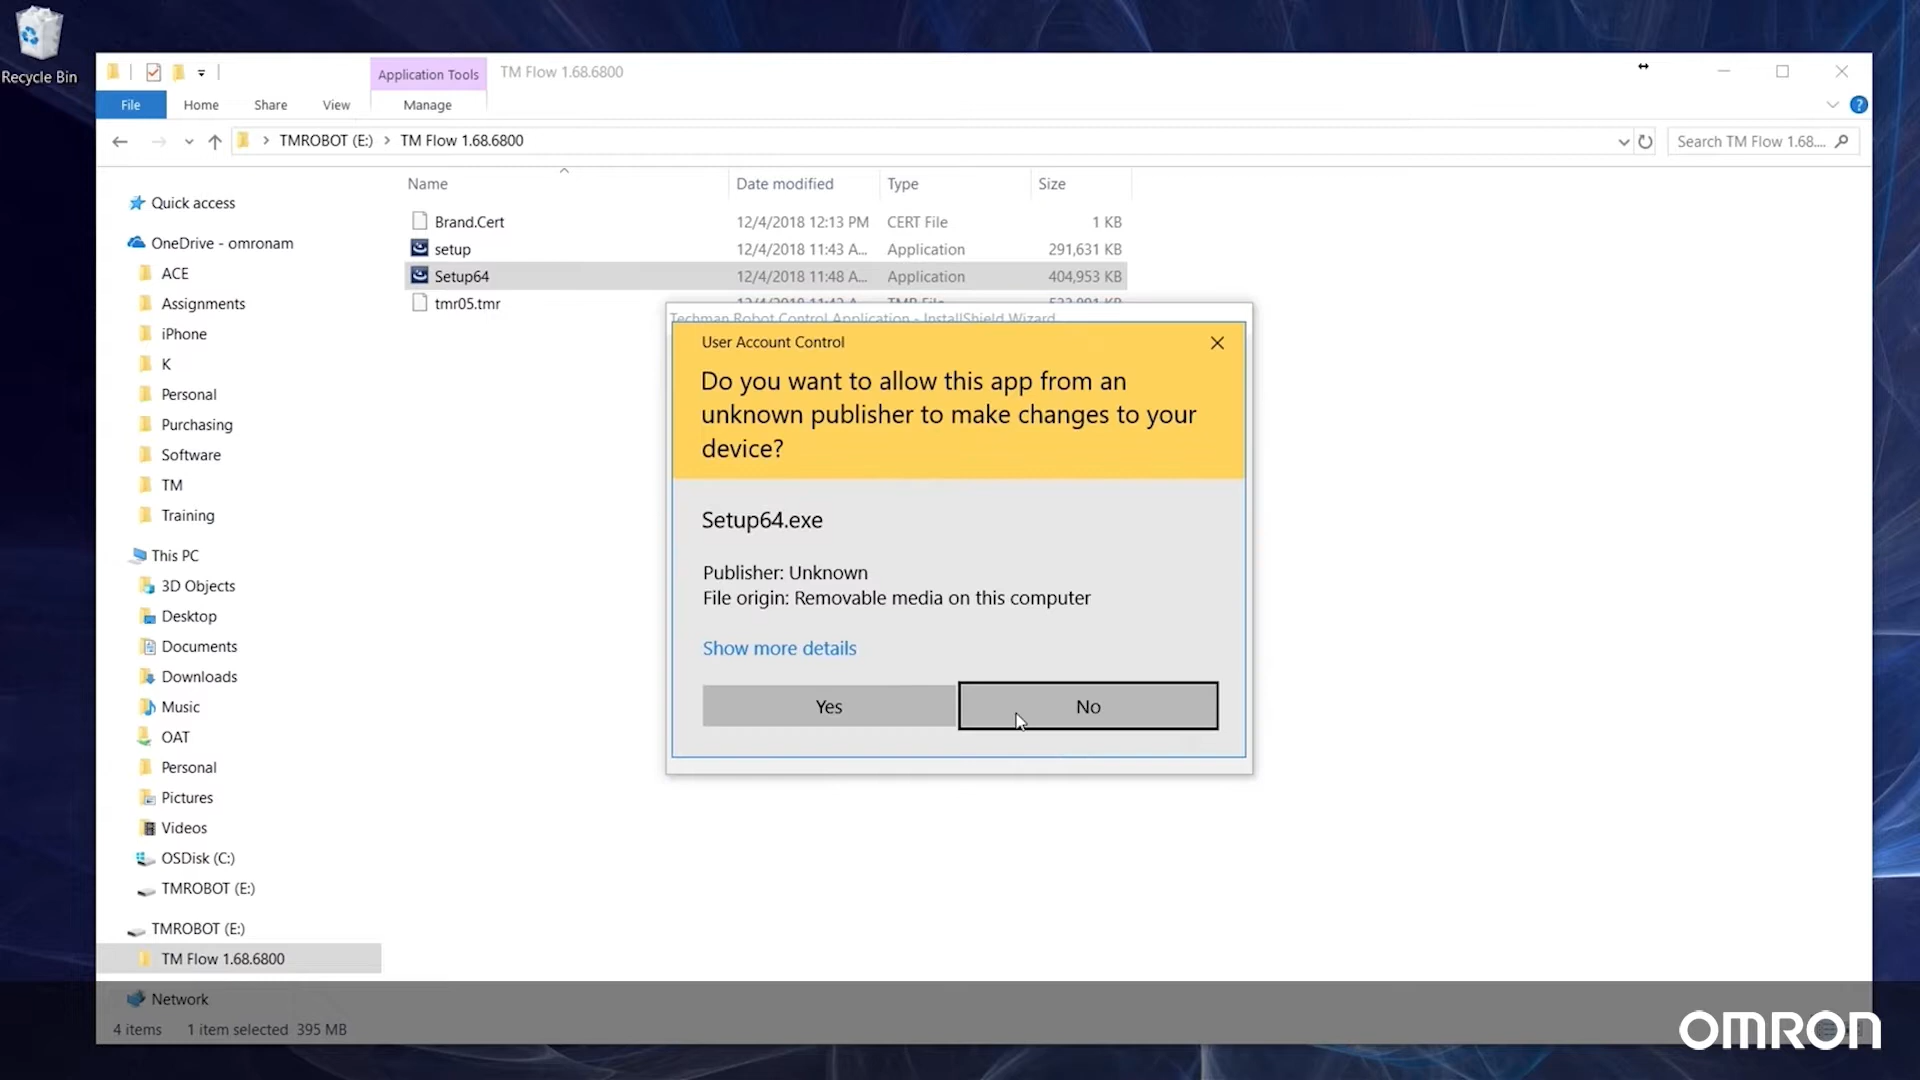 Recycle Bin
Application Tools
TM Flow 1.68.6800
File
Home
Share
View
Manage
TMROBOT (E:)
TM Flow 1.68.6800
Search TM Flow 1.68....
Name
Date modified
Type
Size
Brand.Cert
12/4/2018 12:13 PM
CERT File
1 KB
setup
12/4/2018 11:43 A...
Application
291,631 KB
Setup64
12/4/2018 11:48 A...
Application
404,953 KB
tmr05.tmr
Quick access
OneDrive - omronam
ACE
Assignments
iPhone
K
Personal
Purchasing
Software
TM
Training
This PC
3D Objects
Desktop
Documents
Downloads
Music
OAT
Personal
Pictures
Videos
OSDisk (C:)
TMROBOT (E:)
TMROBOT (E:)
TM Flow 1.68.6800
Network
4 items
1 item selected 395 MB
Techman Robot Control Application - InstallShield Wizard
User Account Control
Do you want to allow this app from an
unknown publisher to make changes to your
device?
Setup64.exe
Publisher: Unknown
File origin: Removable media on this computer
Show more details
Yes
No
OMRON